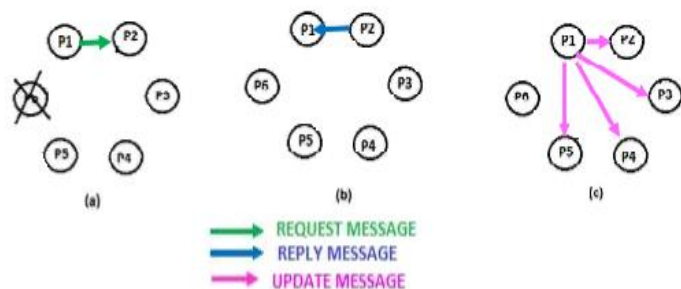 P1 P2
P3
P5 P4
(a)
P1 P2
P6 P3
P5 P4
(b)
P1 P2
P6 P3
P5 P4
(c)
REQUEST MESSAGE
REPLY MESSAGE
UPDATE MESSAGE